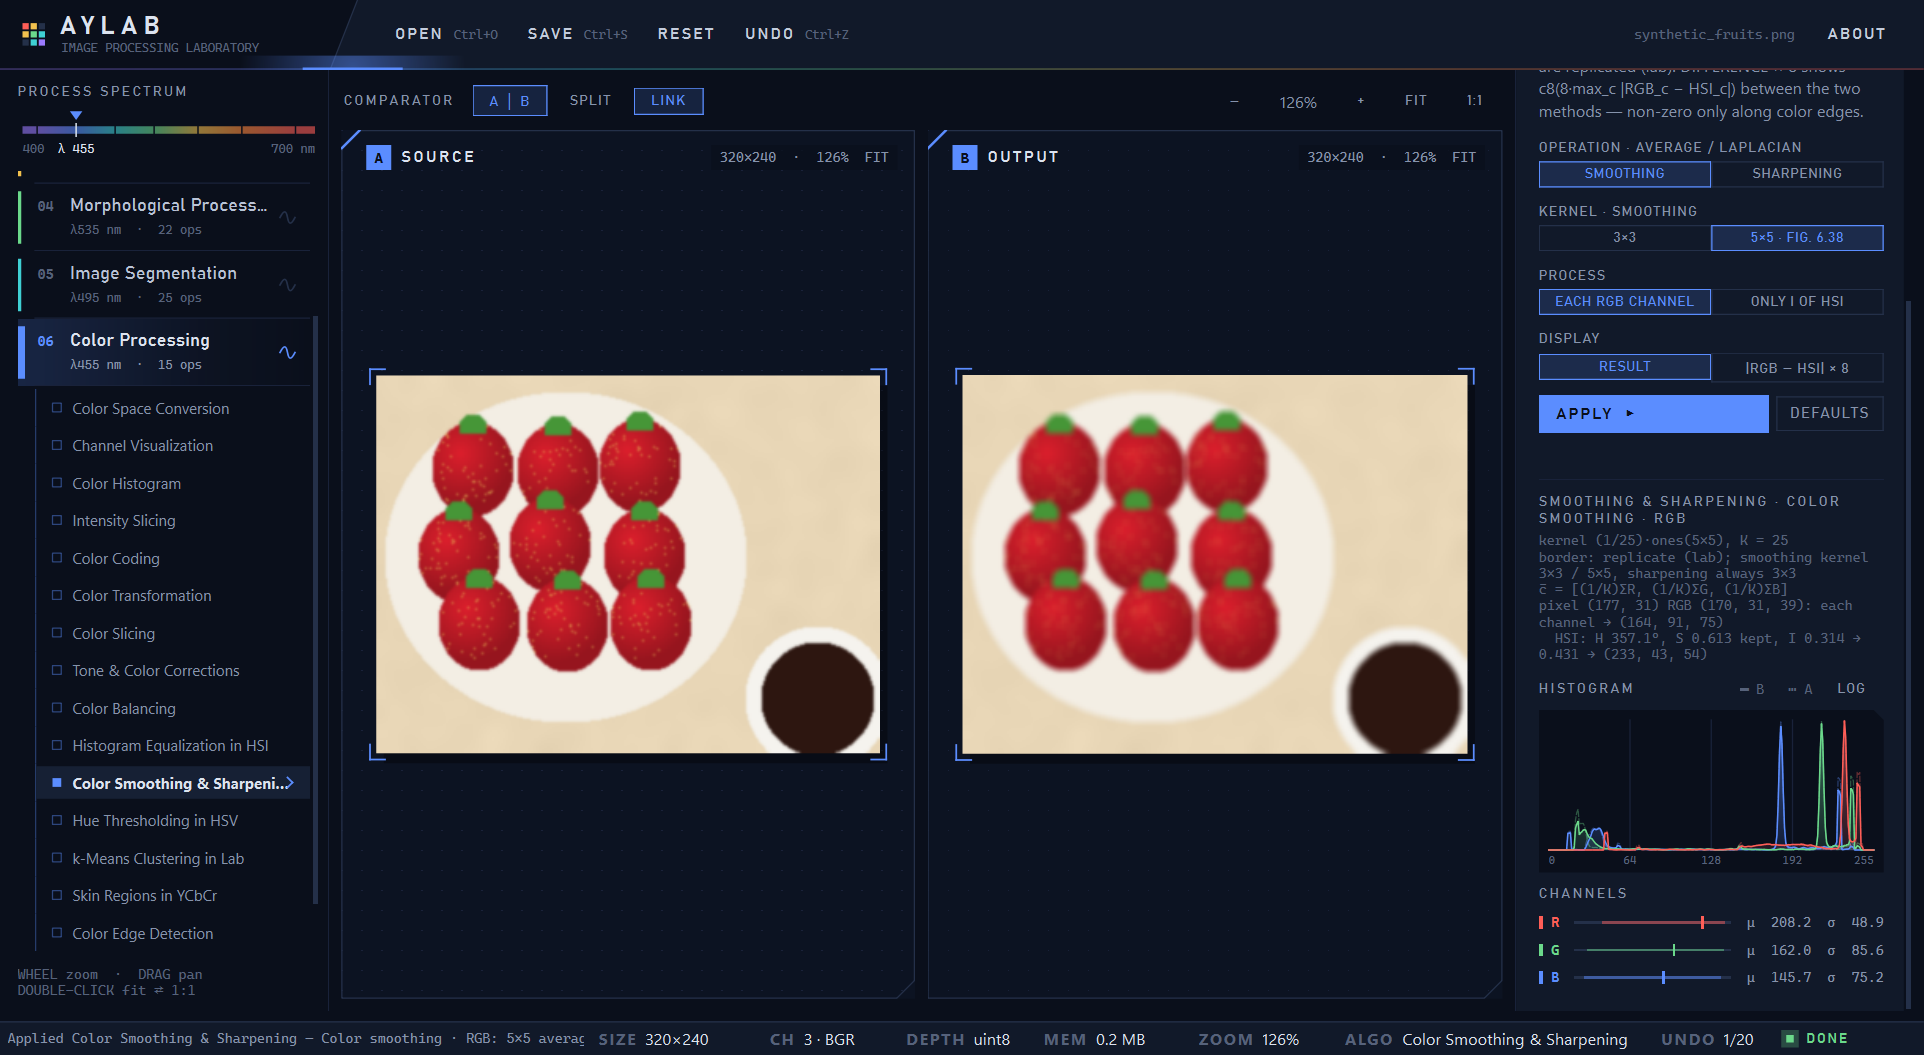 AYLAB
IMAGE PROCESSING LABORATORY
OPEN Ctrl+O SAVE Ctrl+S RESET UNDO Ctrl+Z
synthetic_fruits.png ABOUT
PROCESS SPECTRUM
400 λ 455 700 nm
04 Morphological Process...
λ535 nm · 22 ops
05 Image Segmentation
λ495 nm · 25 ops
06 Color Processing
λ455 nm · 15 ops
Color Space Conversion
Channel Visualization
Color Histogram
Intensity Slicing
Color Coding
Color Transformation
Color Slicing
Tone & Color Corrections
Color Balancing
Histogram Equalization in HSI
Color Smoothing & Sharpeni...
Hue Thresholding in HSV
k-Means Clustering in Lab
Skin Regions in YCbCr
Color Edge Detection
WHEEL zoom · DRAG pan
DOUBLE-CLICK fit ⇄ 1:1
COMPARATOR A | B SPLIT LINK − 126% + FIT 1:1
A SOURCE 320×240 · 126% FIT
B OUTPUT 320×240 · 126% FIT
c8(8·max_c |RGB_c − HSI_c|) between the two
methods — non-zero only along color edges.
OPERATION · AVERAGE / LAPLACIAN
SMOOTHING SHARPENING
KERNEL · SMOOTHING
3×3 5×5 · FIG. 6.38
PROCESS
EACH RGB CHANNEL ONLY I OF HSI
DISPLAY
RESULT |RGB − HSI| × 8
APPLY ▸ DEFAULTS
SMOOTHING & SHARPENING · COLOR
SMOOTHING · RGB
kernel (1/25)·ones(5×5), K = 25
border: replicate (lab); smoothing kernel
3×3 / 5×5, sharpening always 3×3
c̄ = [(1/K)ΣR, (1/K)ΣG, (1/K)ΣB]
pixel (177, 31) RGB (170, 31, 39): each
channel → (164, 91, 75)
HSI: H 357.1°, S 0.613 kept, I 0.314 →
0.431 → (233, 43, 54)
HISTOGRAM B A LOG
0 64 128 192 255
CHANNELS
R μ 208.2 σ 48.9
G μ 162.0 σ 85.6
B μ 145.7 σ 75.2
Applied Color Smoothing & Sharpening — Color smoothing · RGB: 5×5 averag SIZE 320×240 CH 3 · BGR DEPTH uint8 MEM 0.2 MB ZOOM 126% ALGO Color Smoothing & Sharpening UNDO 1/20 DONE